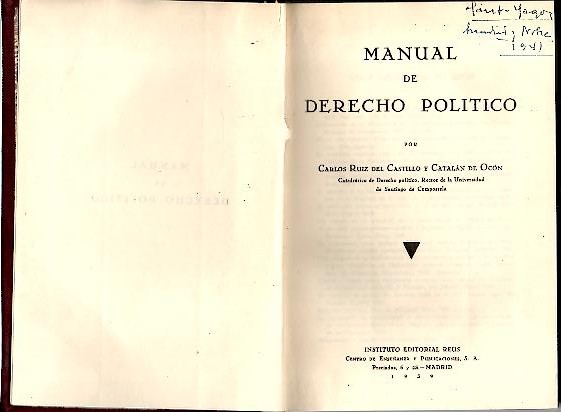 1941
MANUAL
DE
DERECHO POLITICO
POR
CARLOS RUIZ DEL CASTILLO Y CATALÁN DE OCÓN
Catedrático de Derecho político. Rector de la Universidad
de Santiago de Compostela
INSTITUTO EDITORIAL REUS
CENTRO DE ENSEÑANZA Y PUBLICACIONES, S. A.
Preciados, 6 y 23.—MADRID
1939